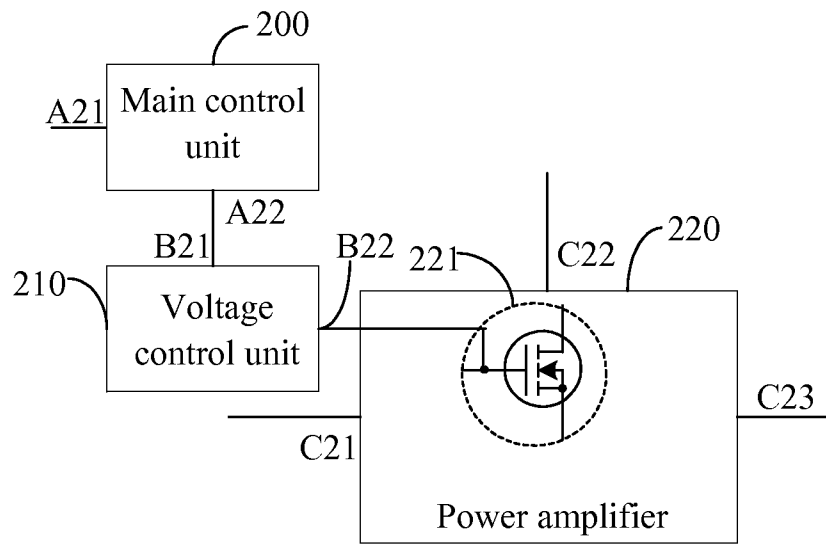 200
A21
Main control
unit
A22
B21
B22
221
C22
220
210
Voltage
control unit
C21
C23
Power amplifier